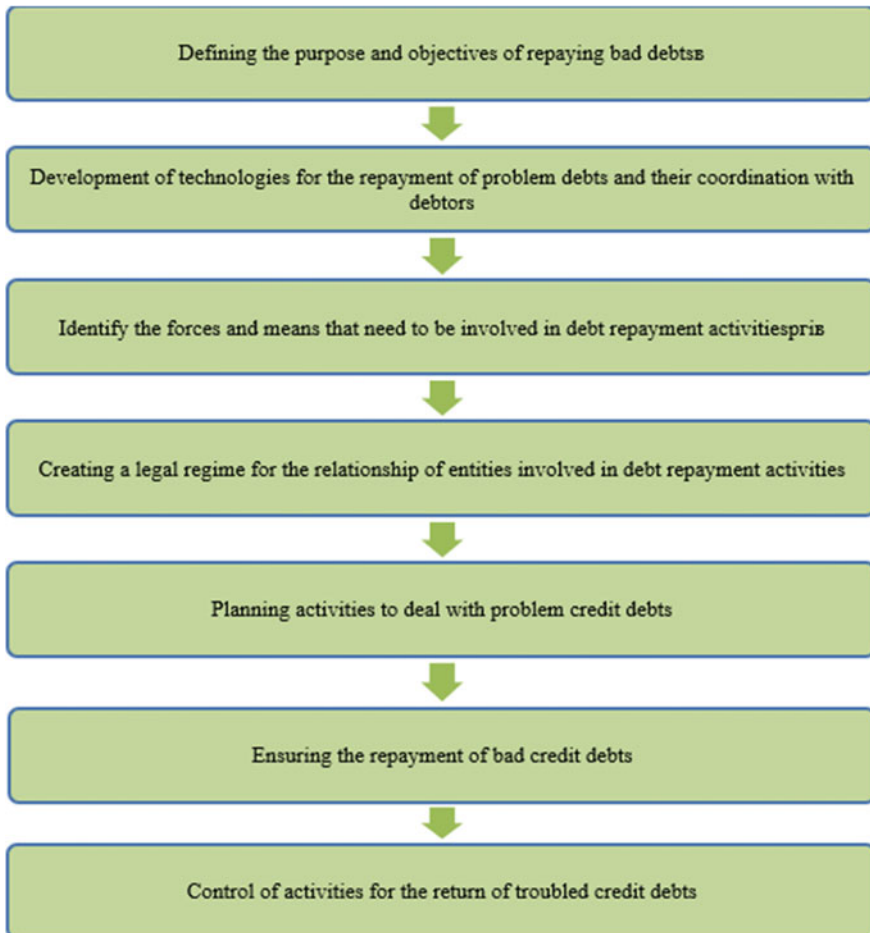 Defining the purpose and objectives of repaying bad debtsв
Development of technologies for the repayment of problem debts and their coordination with
debtors
Identify the forces and means that need to be involved in debt repayment activitiespriв
Creating a legal regime for the relationship of entities involved in debt repayment activities
Planning activities to deal with problem credit debts
Ensuring the repayment of bad credit debts
Control of activities for the return of troubled credit debts